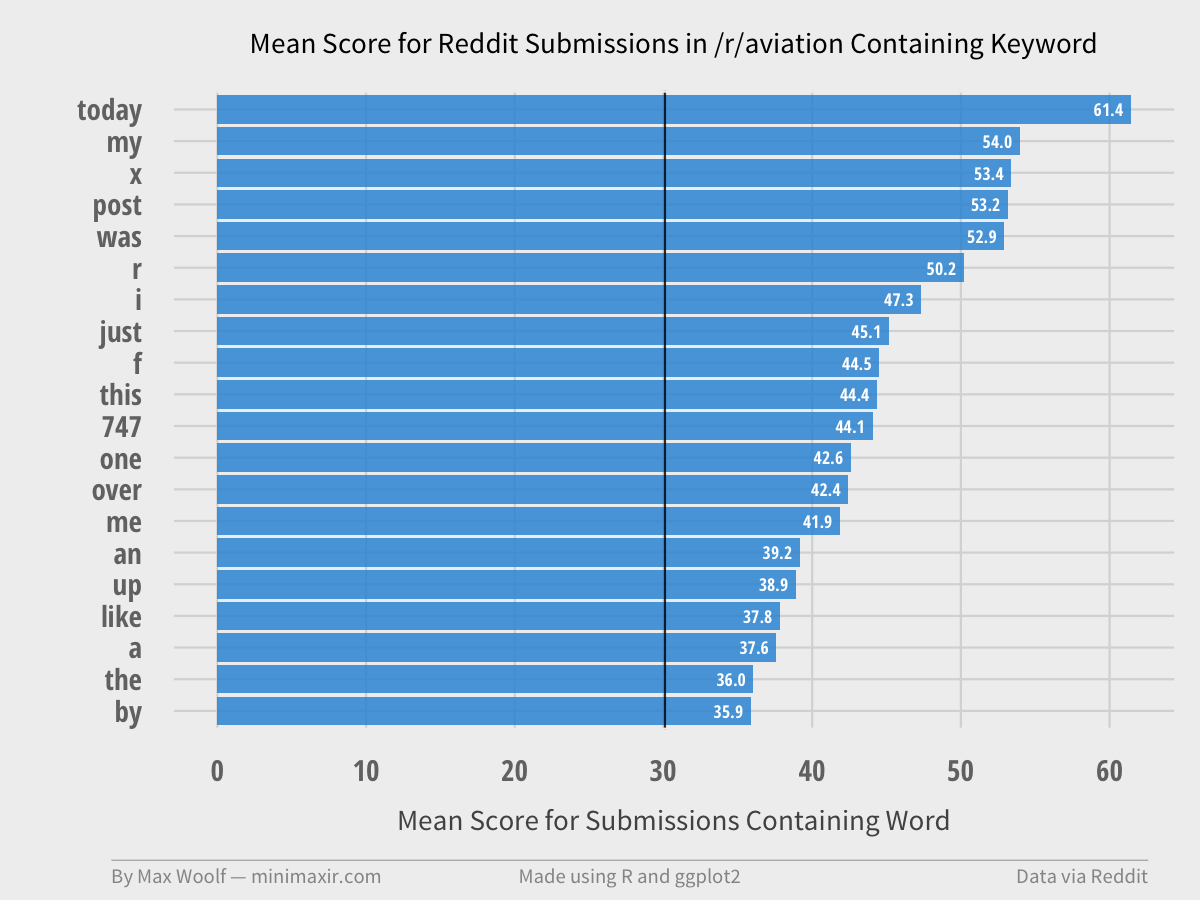 Mean Score for Reddit Submissions in /r/aviation Containing Keyword
today 61.4
my 54.0
x 53.4
post 53.2
was 52.9
r 50.2
i 47.3
just 45.1
f 44.5
this 44.4
747 44.1
one 42.6
over 42.4
me 41.9
an 39.2
up 38.9
like 37.8
a 37.6
the 36.0
by 35.9
0 10 20 30 40 50 60
Mean Score for Submissions Containing Word
By Max Woolf — minimaxir.com Made using R and ggplot2 Data via Reddit